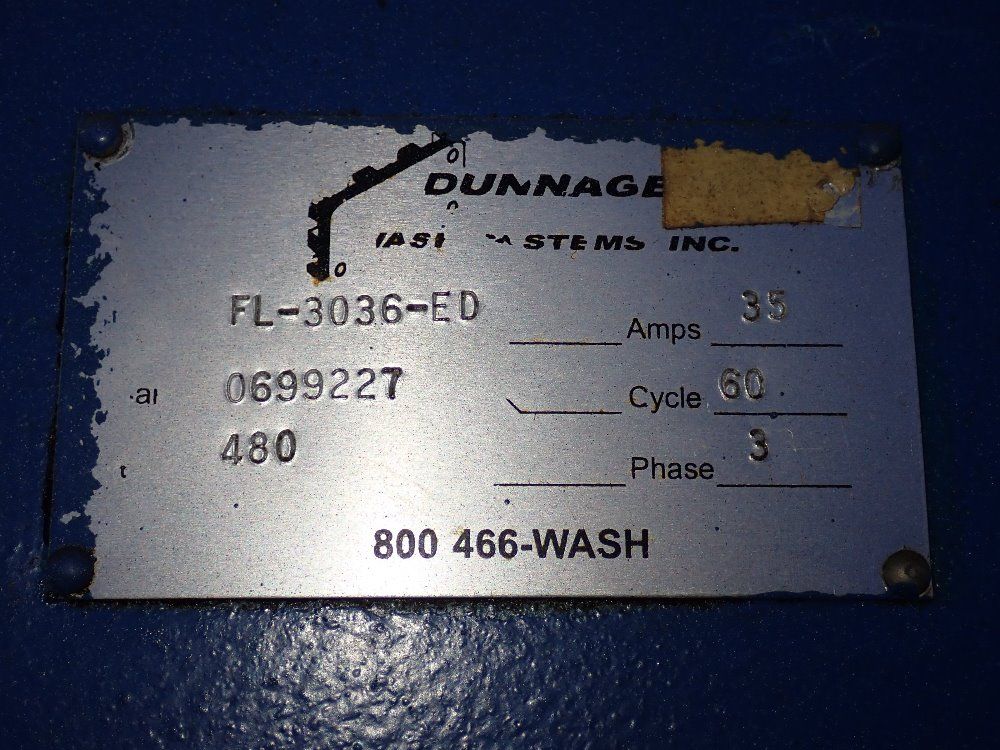 DUNNAGE
STEMS INC.
FL-3036-ED Amps 35
0699227 Cycle 60
480 Phase 3
800 466-WASH